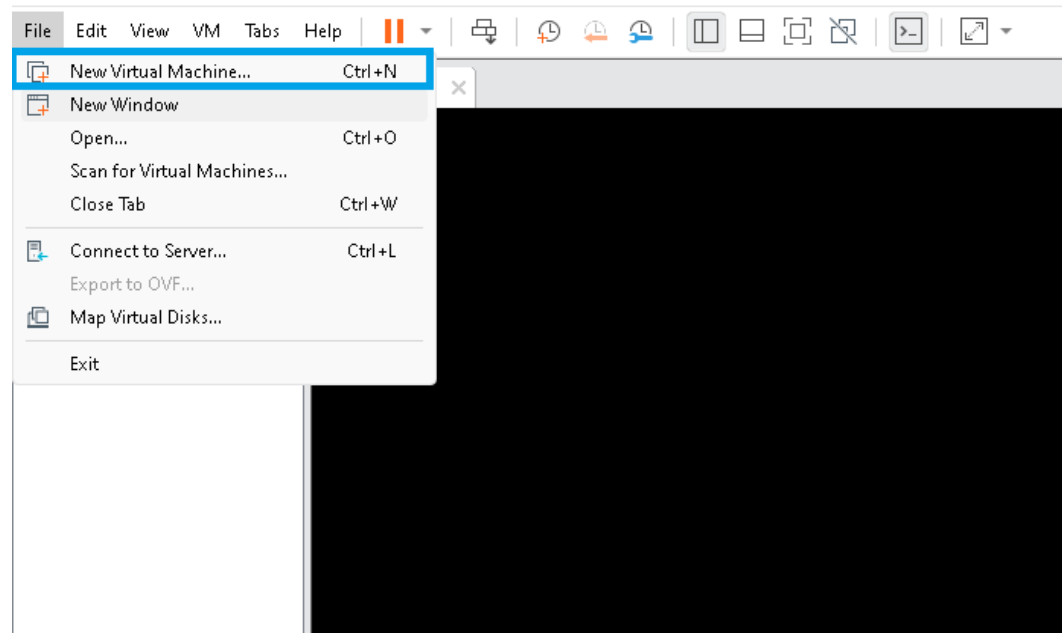 File Edit View VM Tabs Help
New Virtual Machine... Ctrl+N
New Window
Open... Ctrl+O
Scan for Virtual Machines...
Close Tab Ctrl+W
Connect to Server... Ctrl+L
Export to OVF...
Map Virtual Disks...
Exit